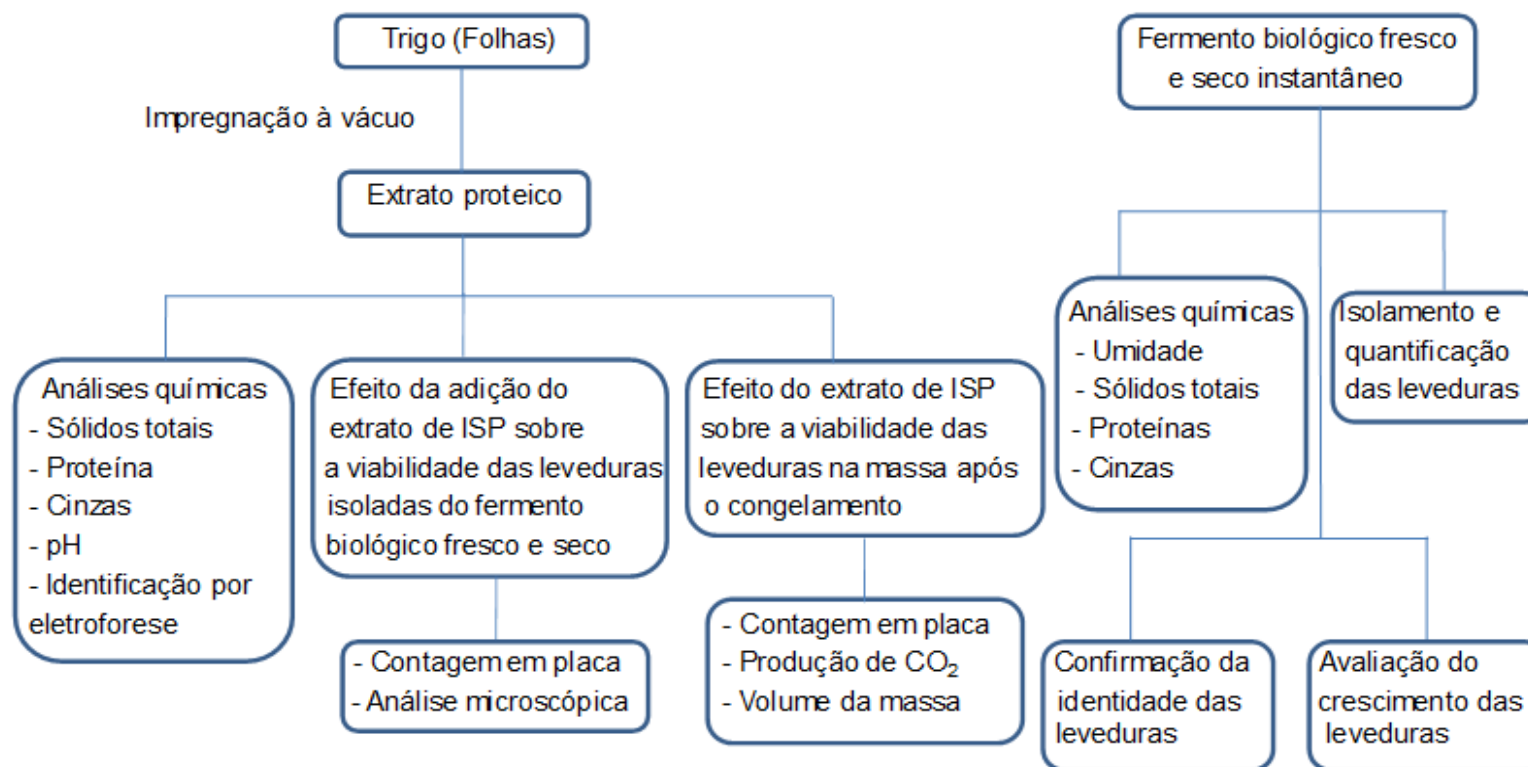 Trigo (Folhas)
Impregnação à vácuo
Extrato proteico
Análises químicas
- Sólidos totais
- Proteína
- Cinzas
- pH
- Identificação por
eletroforese
Efeito da adição do
extrato de ISP sobre
a viabilidade das leveduras
isoladas do fermento
biológico fresco e seco
- Contagem em placa
- Análise microscópica
Efeito do extrato de ISP
sobre a viabilidade das
leveduras na massa após
o congelamento
- Contagem em placa
- Produção de CO₂
- Volume da massa
Fermento biológico fresco
e seco instantâneo
Análises químicas
- Umidade
- Sólidos totais
- Proteínas
- Cinzas
Isolamento e
quantificação
das leveduras
Confirmação da
identidade das
leveduras
Avaliação do
crescimento das
leveduras